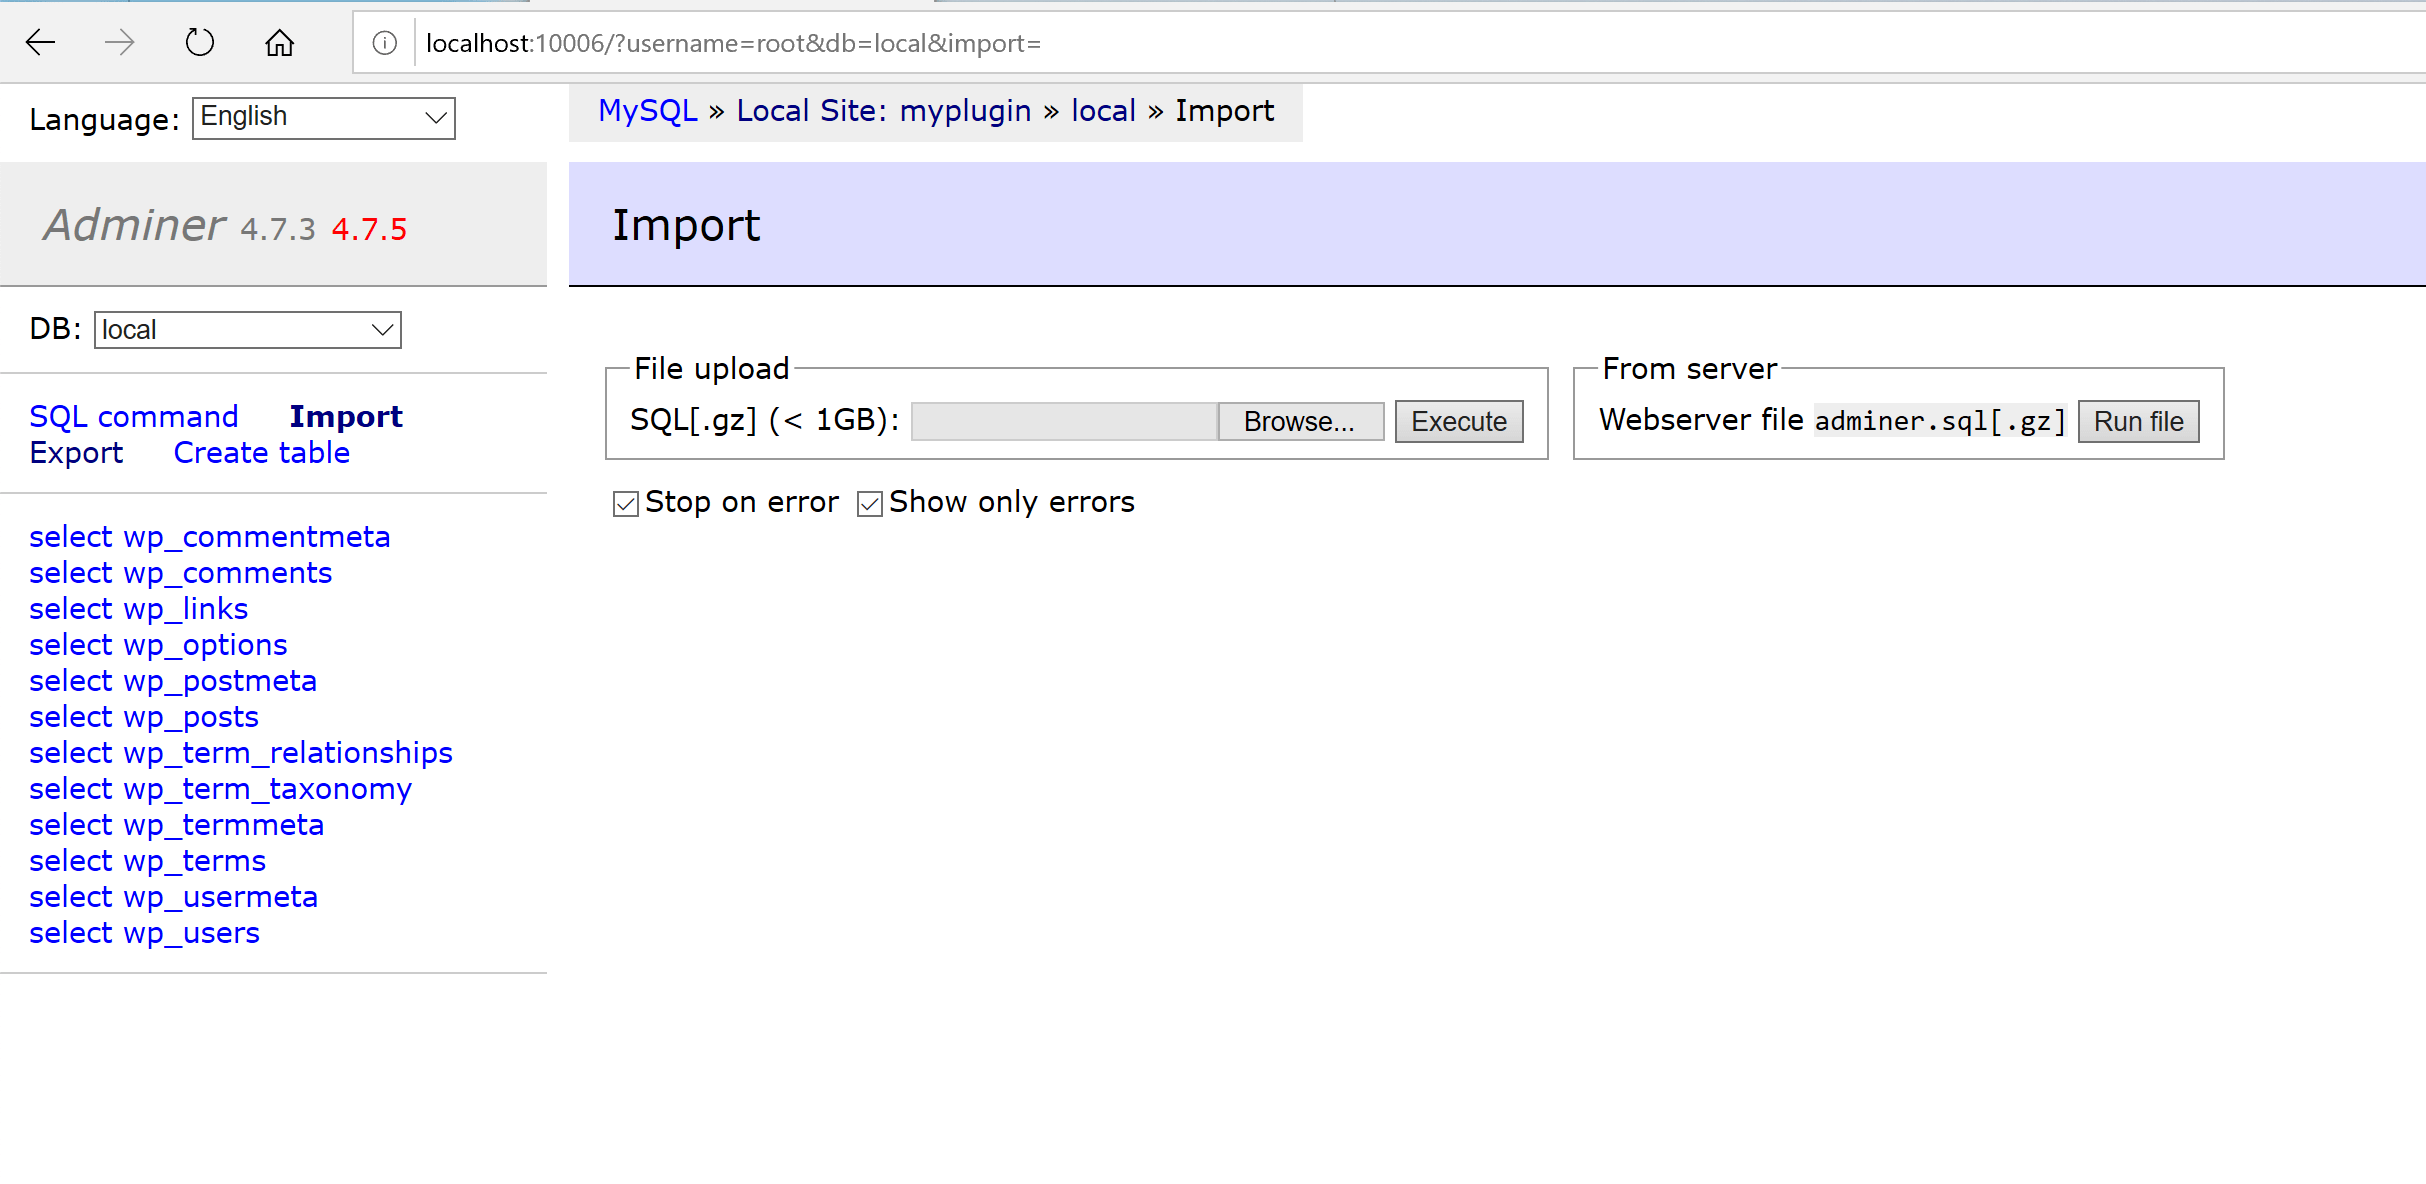 localhost:10006/?username=root&db=local&import=
Language: English
MySQL » Local Site: myplugin » local » Import
Adminer 4.7.3 4.7.5
Import
DB: local
SQL command Import
Export Create table
File upload
SQL[.gz] (< 1GB): Browse... Execute
From server
Webserver file adminer.sql[.gz] Run file
Stop on error Show only errors
select wp_commentmeta
select wp_comments
select wp_links
select wp_options
select wp_postmeta
select wp_posts
select wp_term_relationships
select wp_term_taxonomy
select wp_termmeta
select wp_terms
select wp_usermeta
select wp_users